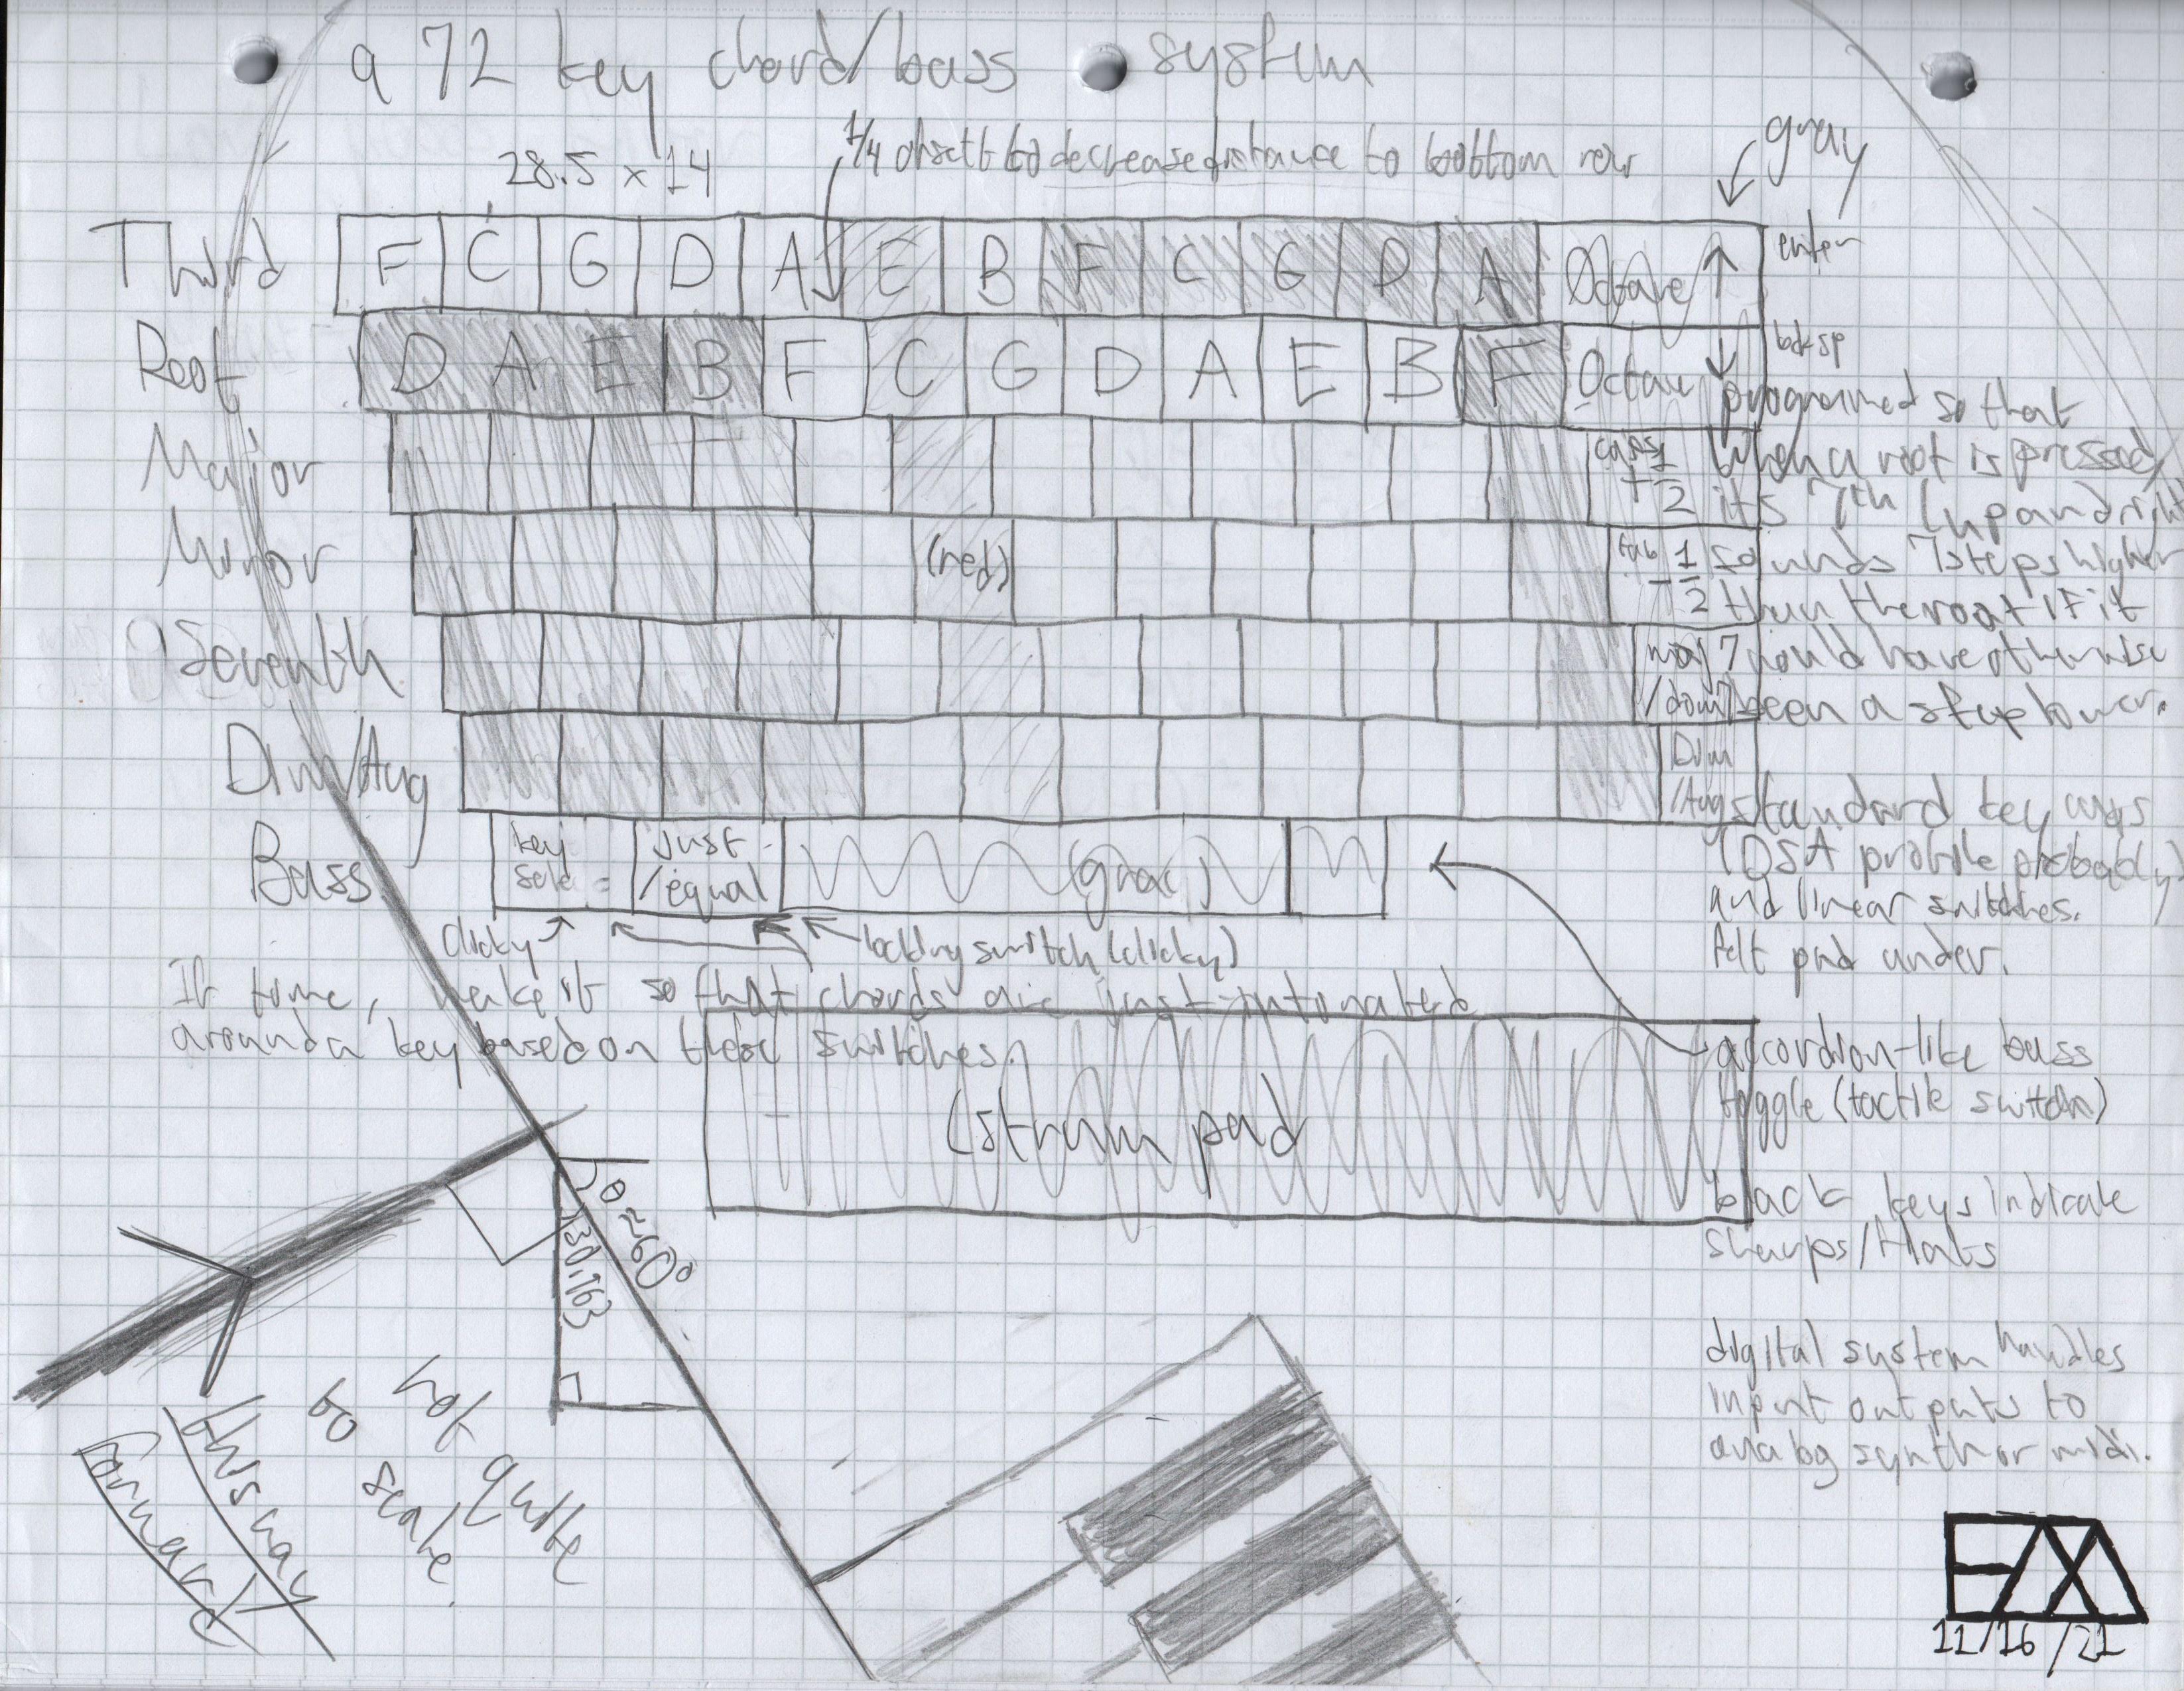 a 72 key chord/bass system
28.5 x 14
1/4 offset to decrease distance to bottom row
gray
Third F C G D A E B F C G D A Octave ↑ enter
Root D A E B F C G D A E B F Octave ↓ bcksp
Major caps + 1/2
Minor (red) tab - 1/2
Seventh maj7 /dom7
Dim/Aug Dim /Aug
Bass key sele Just /equal (gray)
programmed so that
when a root is pressed
its 7th (up and right
sounds 7 steps higher
than the root IF it
would have otherwise
been a step lower.
standard key caps
(DSA profile probably)
and linear switches.
felt pad under.
clicky
locking switch (clicky)
If time, make it so that chords are just-intonated
around a key based on these switches.
(strum pad
accordion-like bass
toggle (tactile switch)
black keys indicate
sharps/flats
θ≈60°
30.163
digital system handles
input outputs to
analog synth or midi.
not quite
to scale.
this way
forward
EXA
11/16/21